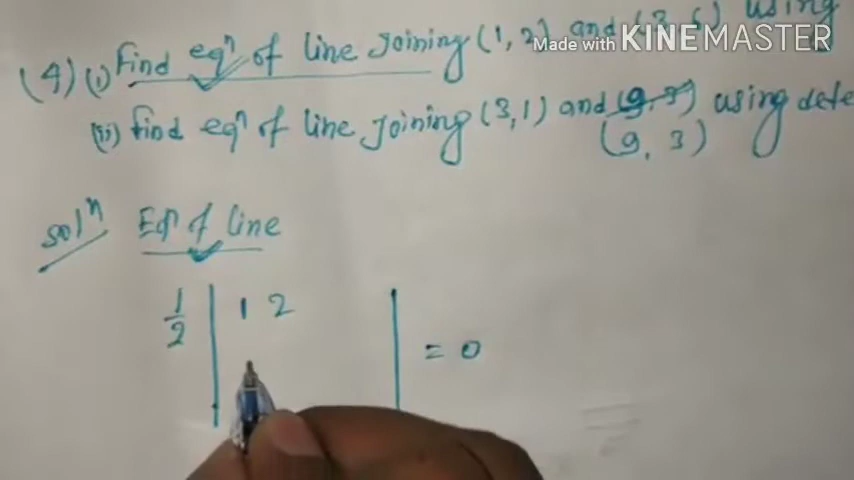 (4) (i) Find eqⁿ of line joining (1, 2) and using
Made with KINEMASTER
(ii) find eqⁿ of line joining (3,1) and using
(9, 3)
solⁿ Eqⁿ of line
1/2 | 1 2 | = 0